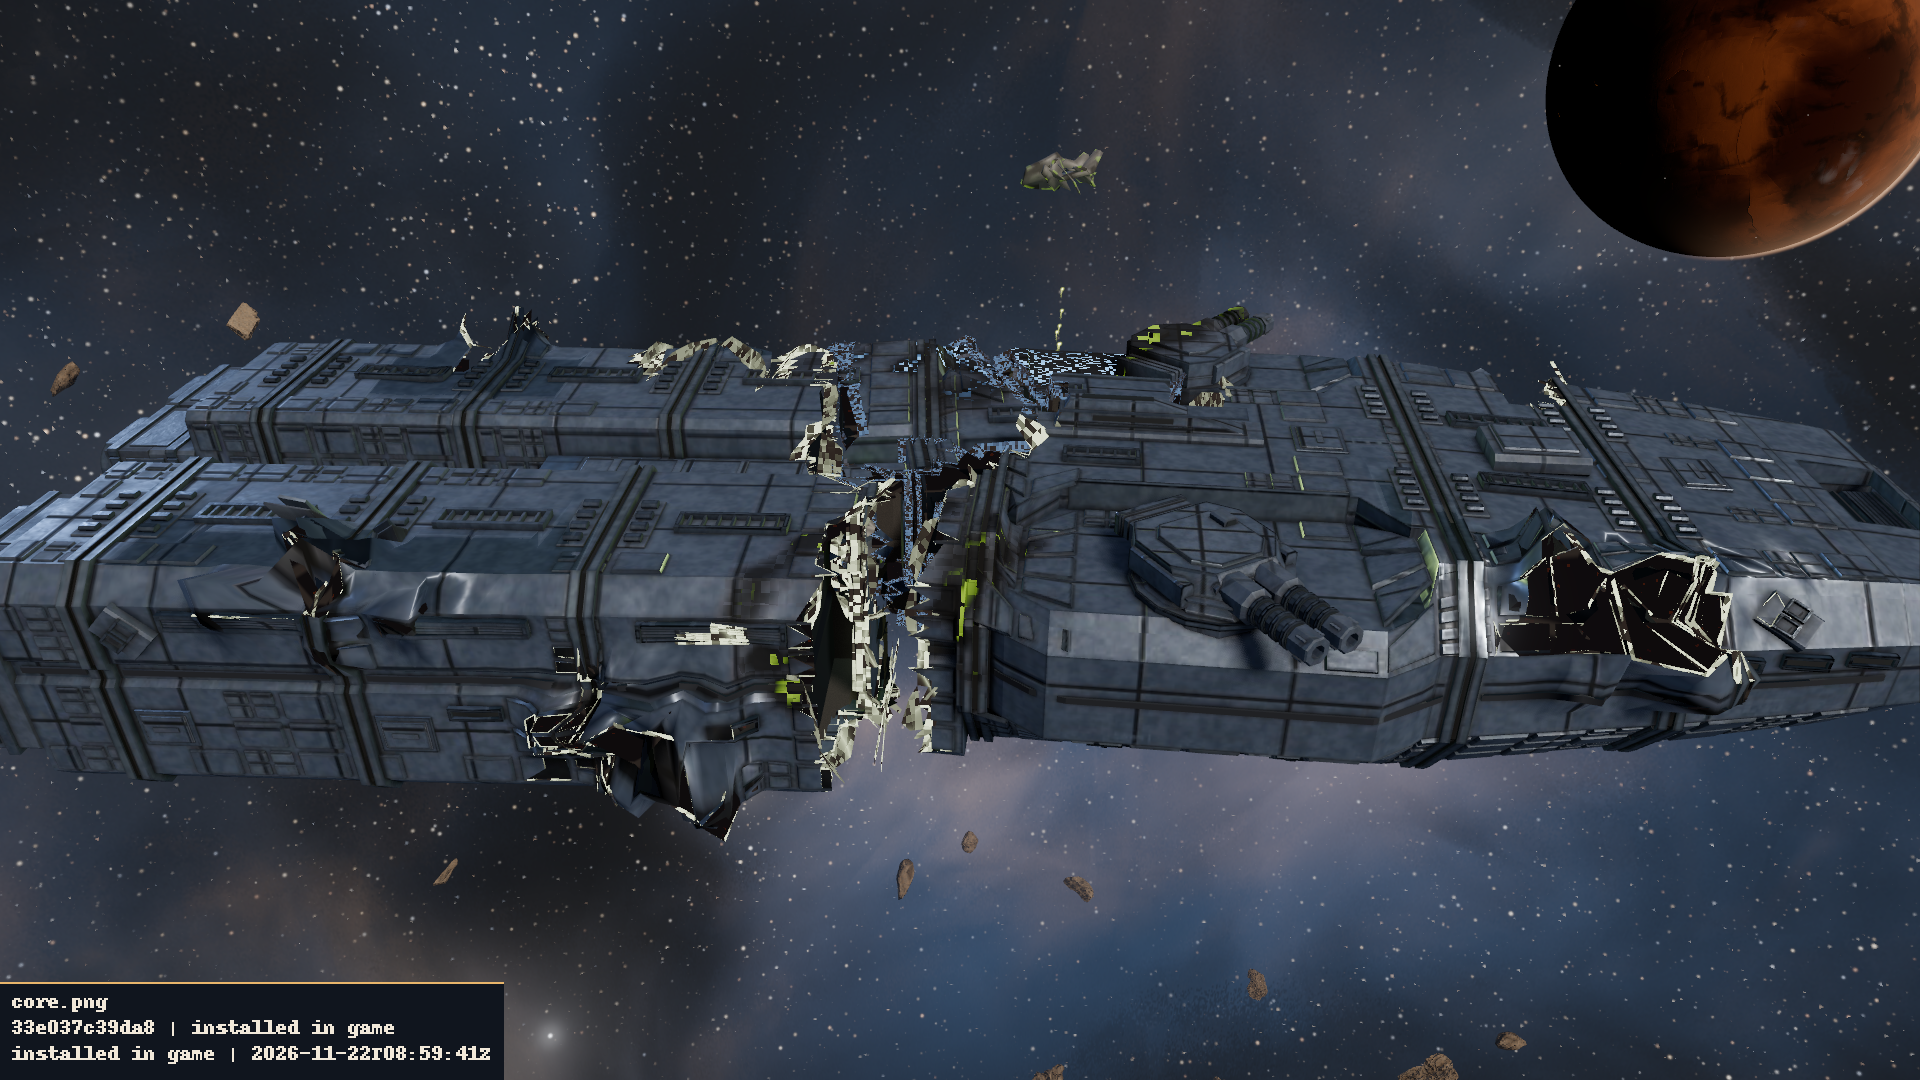 core.png
33e037c39da8 | installed in game
installed in game | 2026-11-22T08:59:41Z